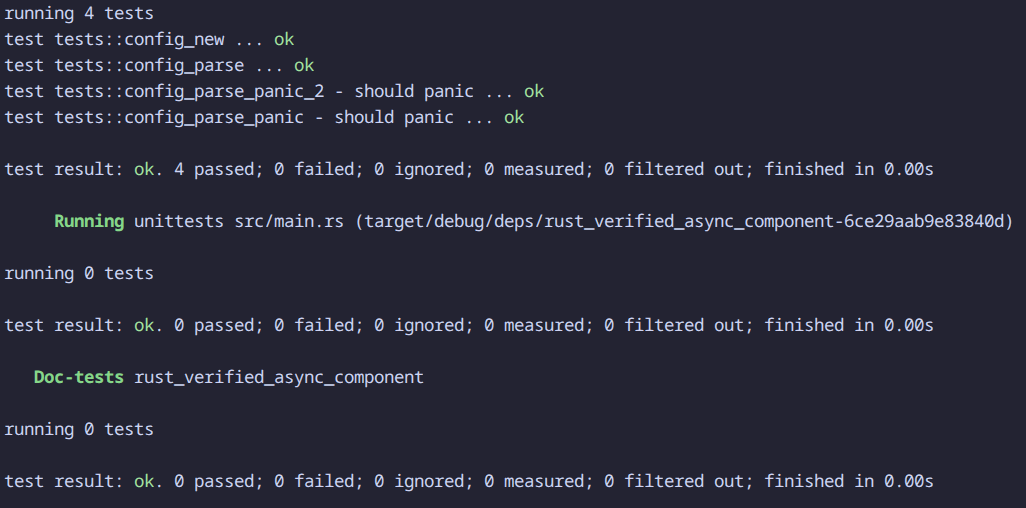 running 4 tests
test tests::config_new ... ok
test tests::config_parse ... ok
test tests::config_parse_panic_2 - should panic ... ok
test tests::config_parse_panic - should panic ... ok
test result: ok. 4 passed; 0 failed; 0 ignored; 0 measured; 0 filtered out; finished in 0.00s
Running unittests src/main.rs (target/debug/deps/rust_verified_async_component-6ce29aab9e83840d)
running 0 tests
test result: ok. 0 passed; 0 failed; 0 ignored; 0 measured; 0 filtered out; finished in 0.00s
Doc-tests rust_verified_async_component
running 0 tests
test result: ok. 0 passed; 0 failed; 0 ignored; 0 measured; 0 filtered out; finished in 0.00s